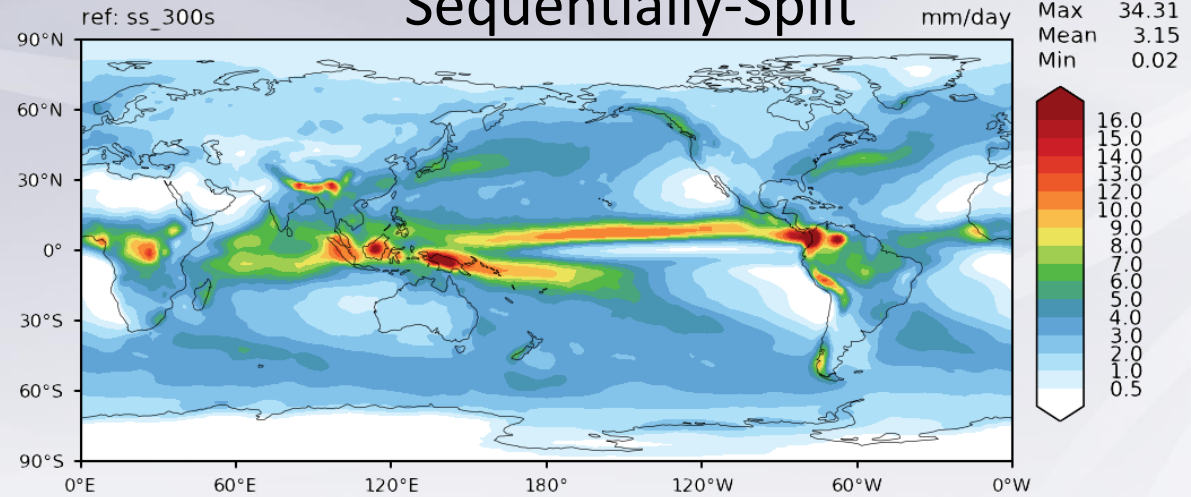 Sequentially-Split
ref: ss_300s
mm/day
Max 34.31
Mean 3.15
Min 0.02
90°N
60°N
30°N
0°
30°S
60°S
90°S
0°E 60°E 120°E 180° 120°W 60°W 0°W
16.0
15.0
14.0
13.0
12.0
10.0
9.0
8.0
7.0
6.0
5.0
4.0
3.0
2.0
1.0
0.5